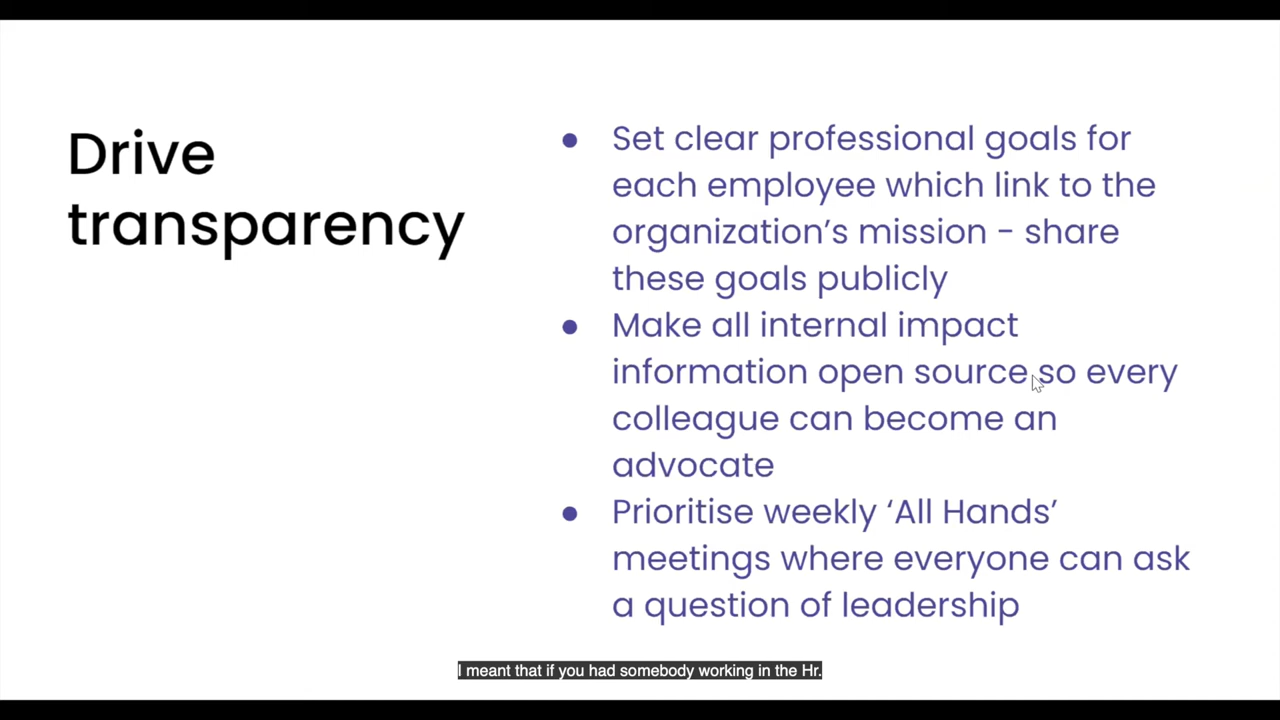 Drive
transparency
● Set clear professional goals for
each employee which link to the
organization's mission - share
these goals publicly
● Make all internal impact
information open source so every
colleague can become an
advocate
● Prioritise weekly ‘All Hands’
meetings where everyone can ask
a question of leadership
I meant that if you had somebody working in the Hr.